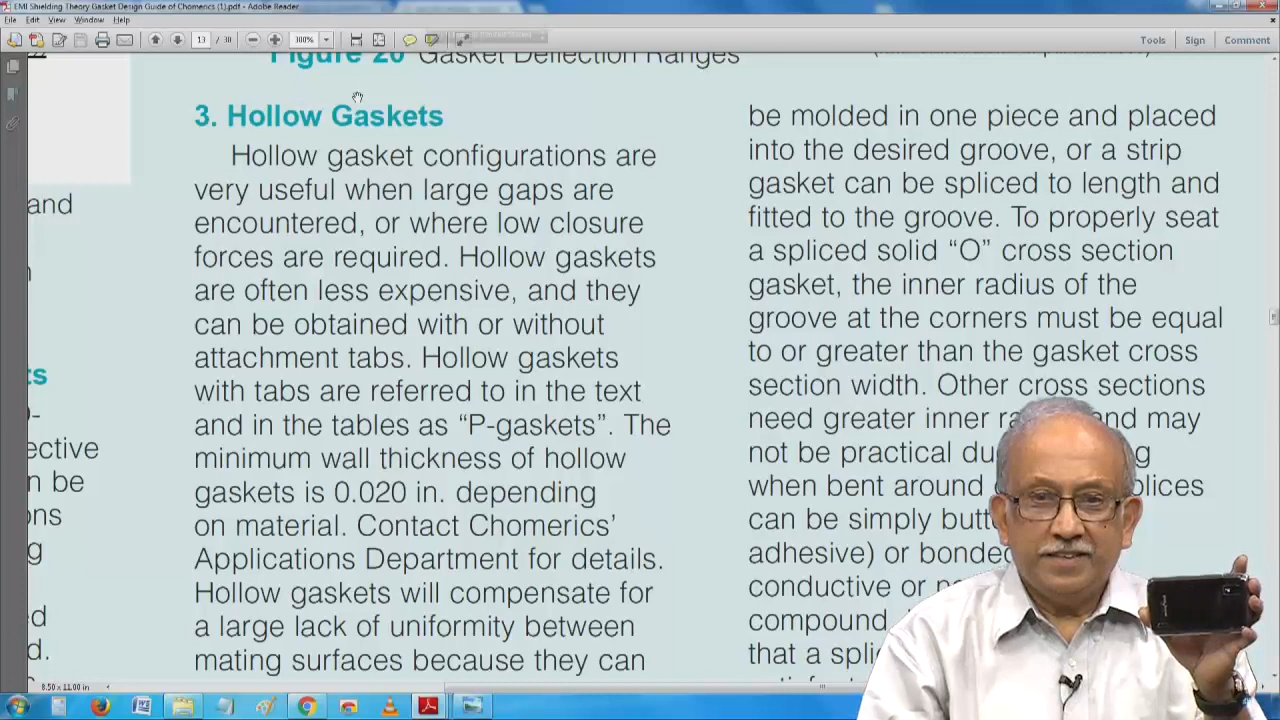 EMI Shielding Theory Gasket Design Guide of Chomerics (1).pdf - Adobe Reader
File Edit View Window Help
13 / 38
300%
Tools Sign Comment
Figure 20 Gasket Deflection Ranges
3. Hollow Gaskets
Hollow gasket configurations are
very useful when large gaps are
encountered, or where low closure
forces are required. Hollow gaskets
are often less expensive, and they
can be obtained with or without
attachment tabs. Hollow gaskets
with tabs are referred to in the text
and in the tables as “P-gaskets”. The
minimum wall thickness of hollow
gaskets is 0.020 in. depending
on material. Contact Chomerics’
Applications Department for details.
Hollow gaskets will compensate for
a large lack of uniformity between
mating surfaces because they can
be molded in one piece and placed
into the desired groove, or a strip
gasket can be spliced to length and
fitted to the groove. To properly seat
a spliced solid “O” cross section
gasket, the inner radius of the
groove at the corners must be equal
to or greater than the gasket cross
section width. Other cross sections
need greater inner and may
not be practical
when bent around
can be simply
adhesive) or
conductive or
compound
that a
and
ective
n be
ons
g
ed
d.
8.50 x 11.00 in